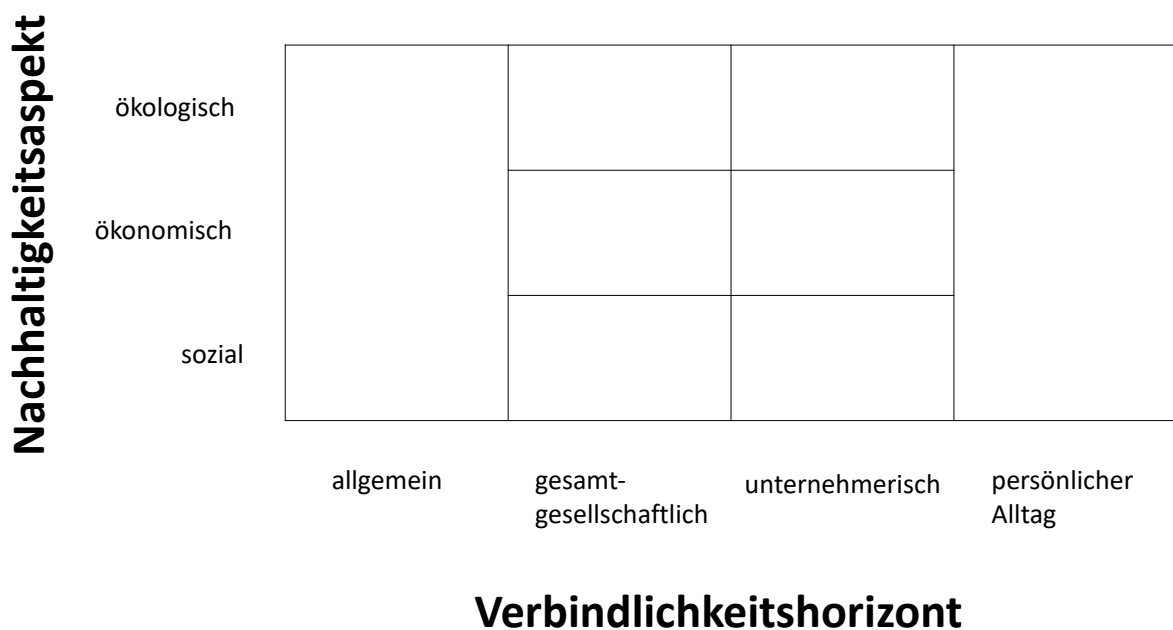 Nachhaltigkeitsaspekt
ökologisch
ökonomisch
sozial
allgemein
gesamt-
gesellschaftlich
unternehmerisch
persönlicher
Alltag
Verbindlichkeitshorizont